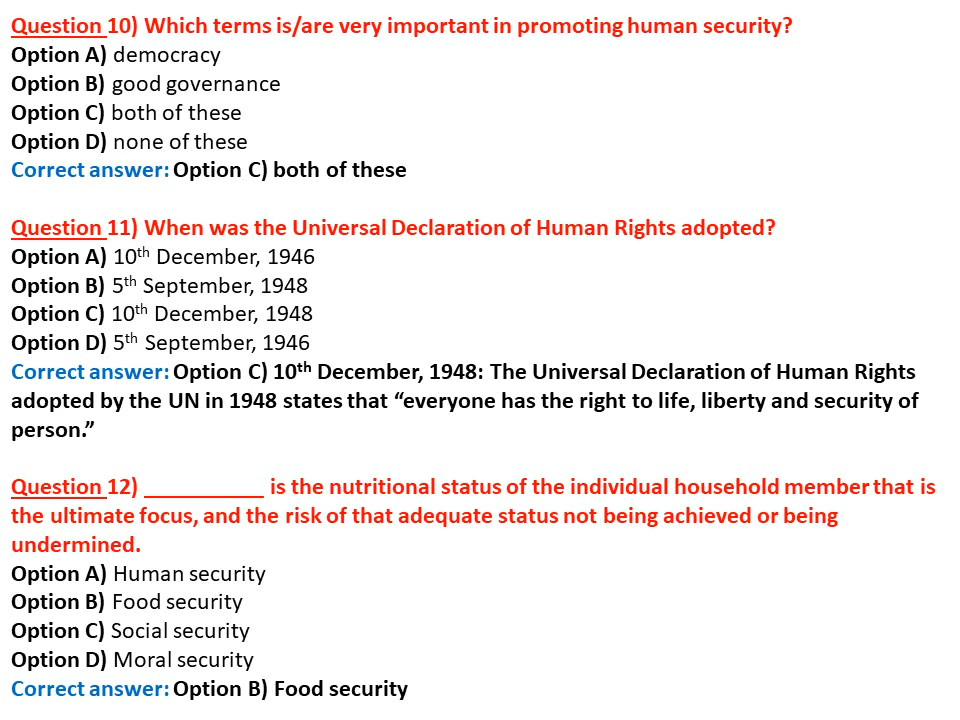 Question 10) Which terms is/are very important in promoting human security?
Option A) democracy
Option B) good governance
Option C) both of these
Option D) none of these
Correct answer: Option C) both of these
Question 11) When was the Universal Declaration of Human Rights adopted?
Option A) 10th December, 1946
Option B) 5th September, 1948
Option C) 10th December, 1948
Option D) 5th September, 1946
Correct answer: Option C) 10th December, 1948: The Universal Declaration of Human Rights
adopted by the UN in 1948 states that “everyone has the right to life, liberty and security of
person.”
Question 12) __________ is the nutritional status of the individual household member that is
the ultimate focus, and the risk of that adequate status not being achieved or being
undermined.
Option A) Human security
Option B) Food security
Option C) Social security
Option D) Moral security
Correct answer: Option B) Food security